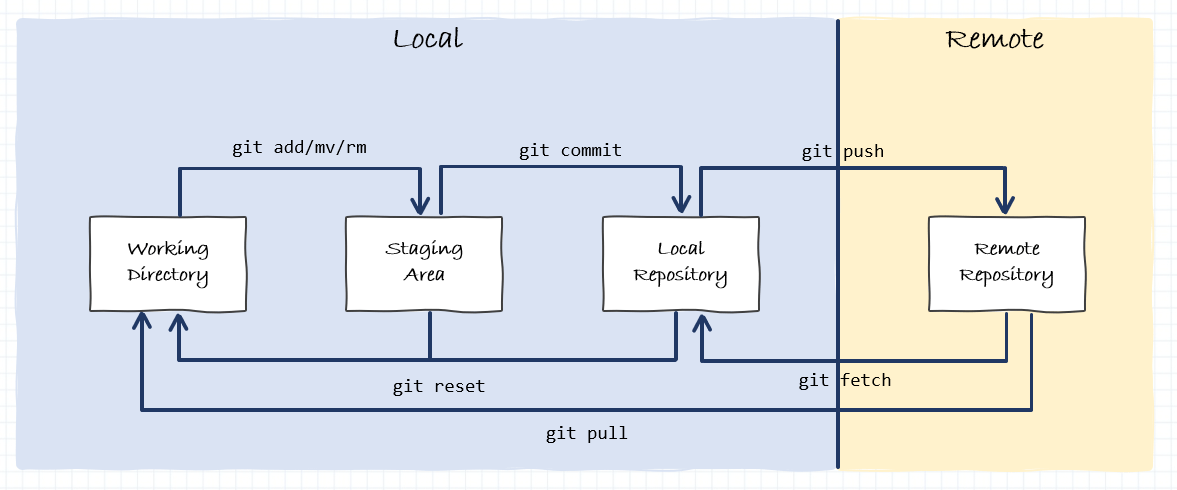 Local
Remote
git add/mv/rm
git commit
git push
Working
Directory
Staging
Area
Local
Repository
Remote
Repository
git reset
git fetch
git pull